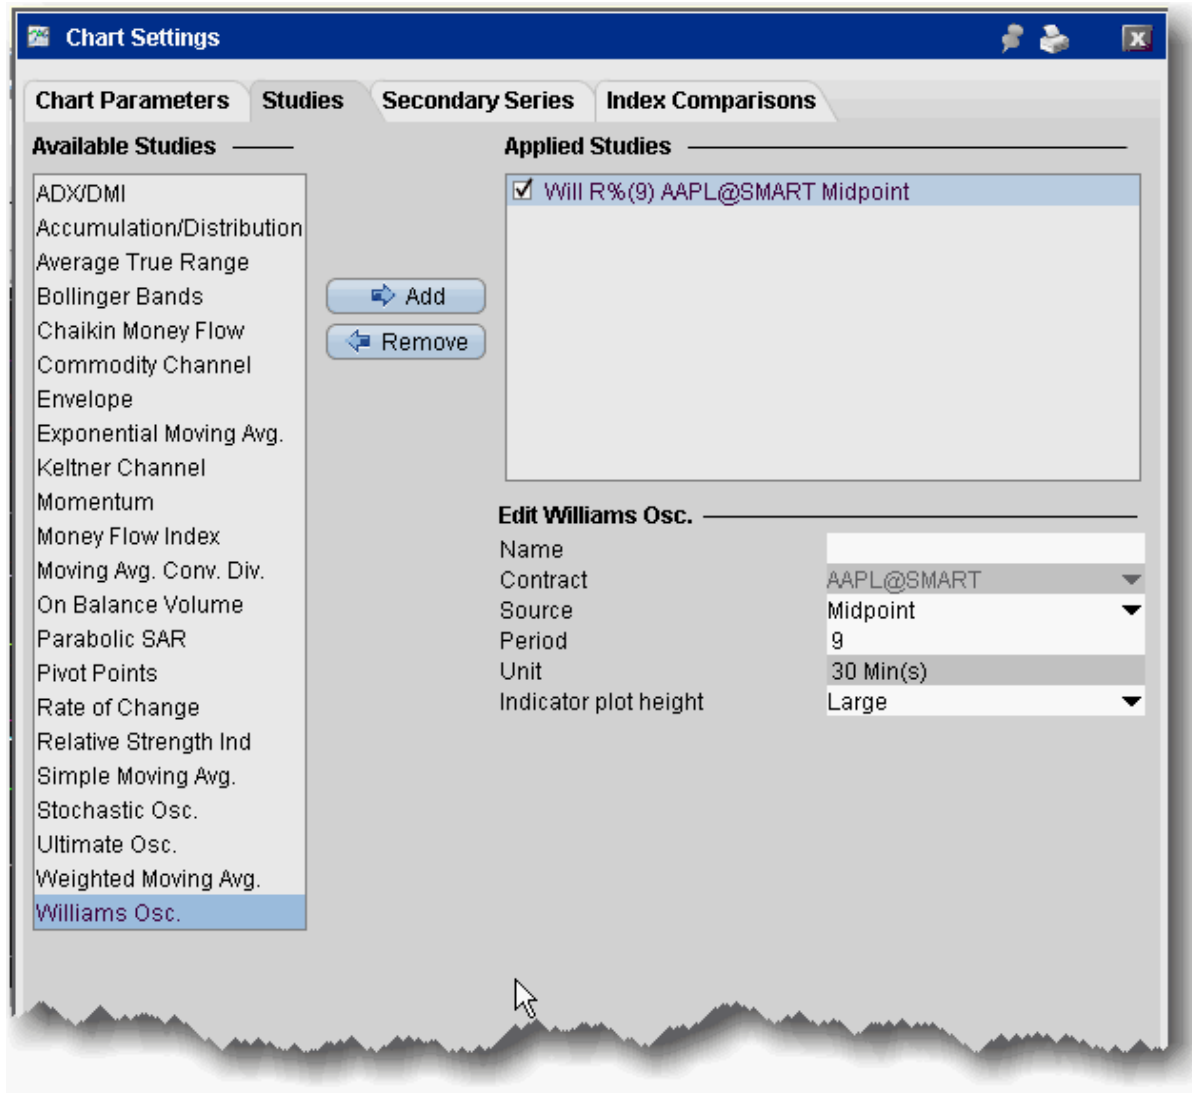 Chart Settings
Chart Parameters Studies Secondary Series Index Comparisons
Available Studies
ADX/DMI
Accumulation/Distribution
Average True Range
Bollinger Bands
Chaikin Money Flow
Commodity Channel
Envelope
Exponential Moving Avg.
Keltner Channel
Momentum
Money Flow Index
Moving Avg. Conv. Div.
On Balance Volume
Parabolic SAR
Pivot Points
Rate of Change
Relative Strength Ind
Simple Moving Avg.
Stochastic Osc.
Ultimate Osc.
Weighted Moving Avg.
Williams Osc.
Add
Remove
Applied Studies
Will R%(9) AAPL@SMART Midpoint
Edit Williams Osc.
Name
Contract AAPL@SMART
Source Midpoint
Period 9
Unit 30 Min(s)
Indicator plot height Large